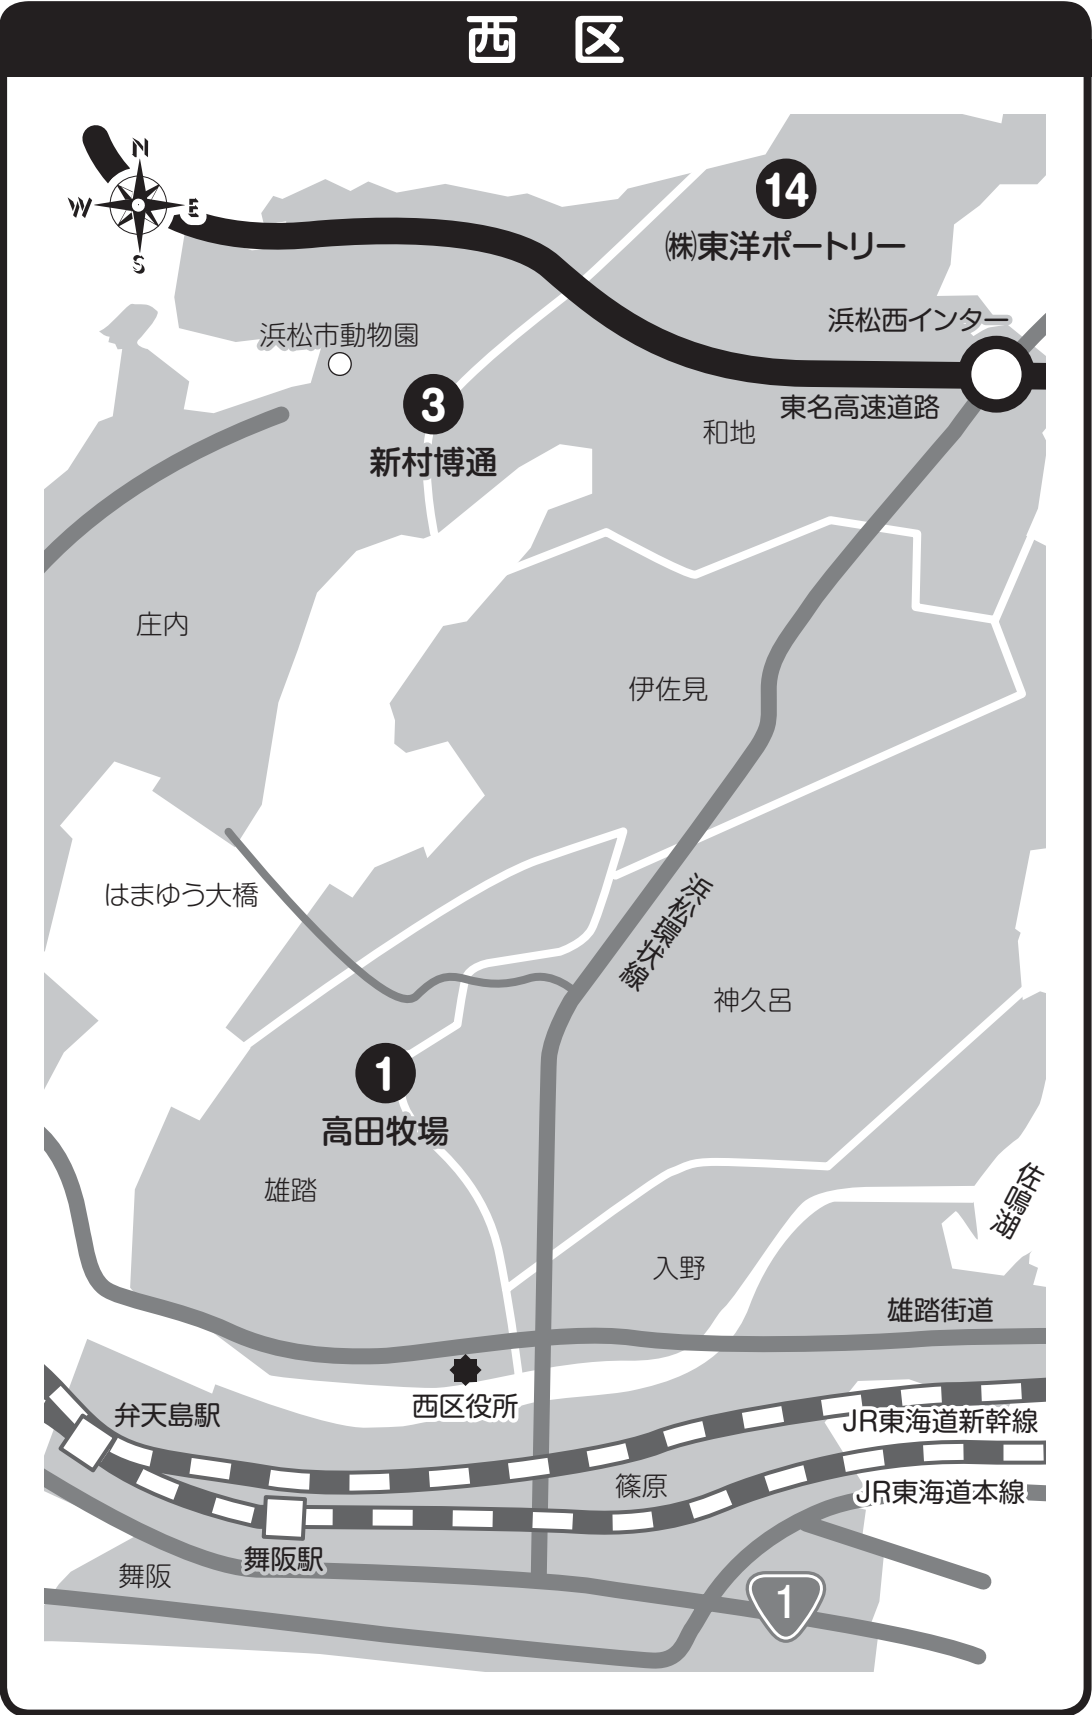 西 区
N
W
E
S
14
㈱東洋ポートリー
浜松西インター
浜松市動物園
3
新村博通
東名高速道路
和地
庄内
伊佐見
はまゆう大橋
浜松環状線
神久呂
1
高田牧場
佐鳴湖
雄踏
入野
雄踏街道
西区役所
弁天島駅
JR東海道新幹線
篠原
JR東海道本線
舞阪駅
舞阪
1